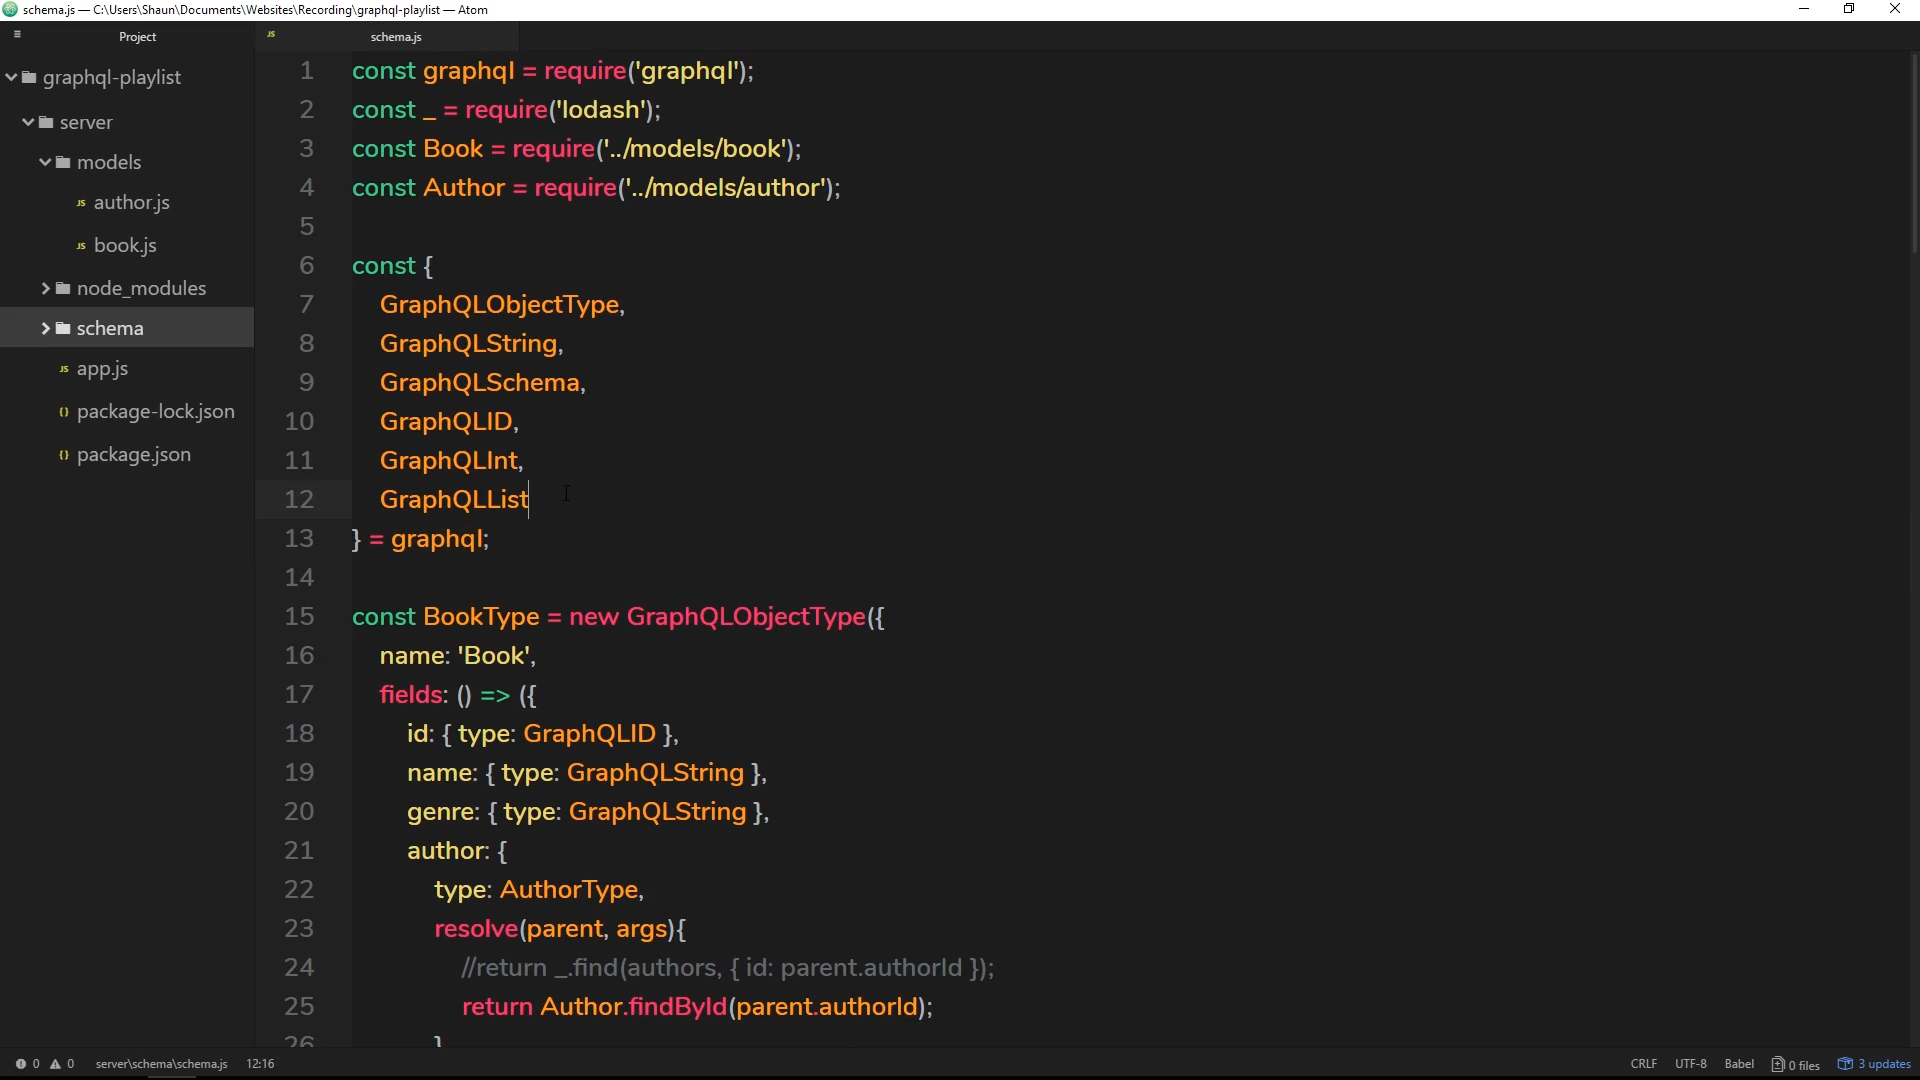 schema.js — C:\Users\Shaun\Documents\Websites\Recording\graphql-playlist — Atom
Project
graphql-playlist
server
models
JS author.js
JS book.js
node_modules
schema
JS app.js
{} package-lock.json
{} package.json
JS schema.js
1 const graphql = require('graphql');
2 const _ = require('lodash');
3 const Book = require('../models/book');
4 const Author = require('../models/author');
5
6 const {
7 GraphQLObjectType,
8 GraphQLString,
9 GraphQLSchema,
10 GraphQLID,
11 GraphQLInt,
12 GraphQLList
13 } = graphql;
14
15 const BookType = new GraphQLObjectType({
16 name: 'Book',
17 fields: () => ({
18 id: { type: GraphQLID },
19 name: { type: GraphQLString },
20 genre: { type: GraphQLString },
21 author: {
22 type: AuthorType,
23 resolve(parent, args){
24 //return _.find(authors, { id: parent.authorId });
25 return Author.findById(parent.authorId);
26 }
0 0 server\schema\schema.js 12:16 CRLF UTF-8 Babel 0 files 3 updates